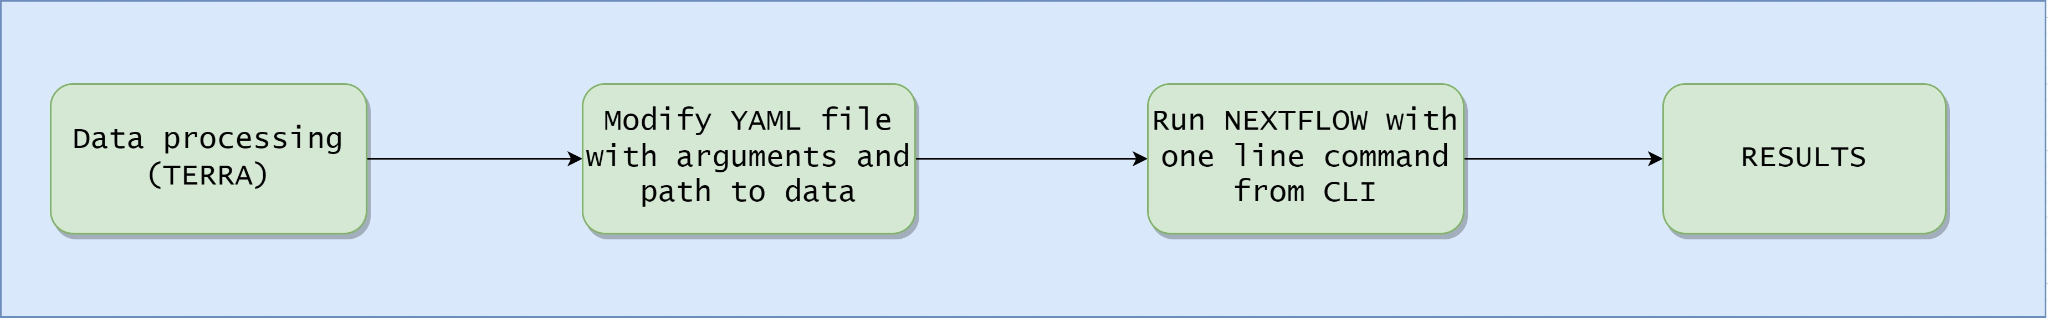 Data processing
(TERRA)
Modify YAML file
with arguments and
path to data
Run NEXTFLOW with
one line command
from CLI
RESULTS